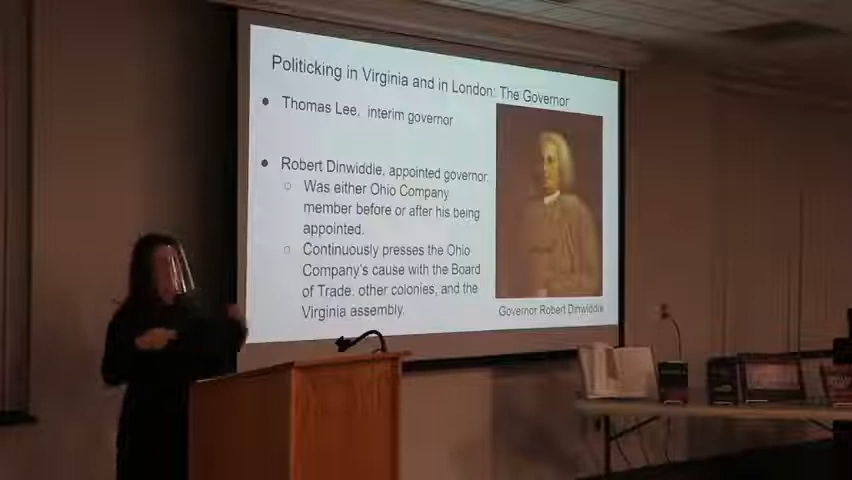 Politicking in Virginia and in London: The Governor
● Thomas Lee, interim governor
● Robert Dinwiddie, appointed governor.
○ Was either Ohio Company
member before or after his being
appointed.
○ Continuously presses the Ohio
Company's cause with the Board
of Trade, other colonies, and the
Virginia assembly.
Governor Robert Dinwiddie